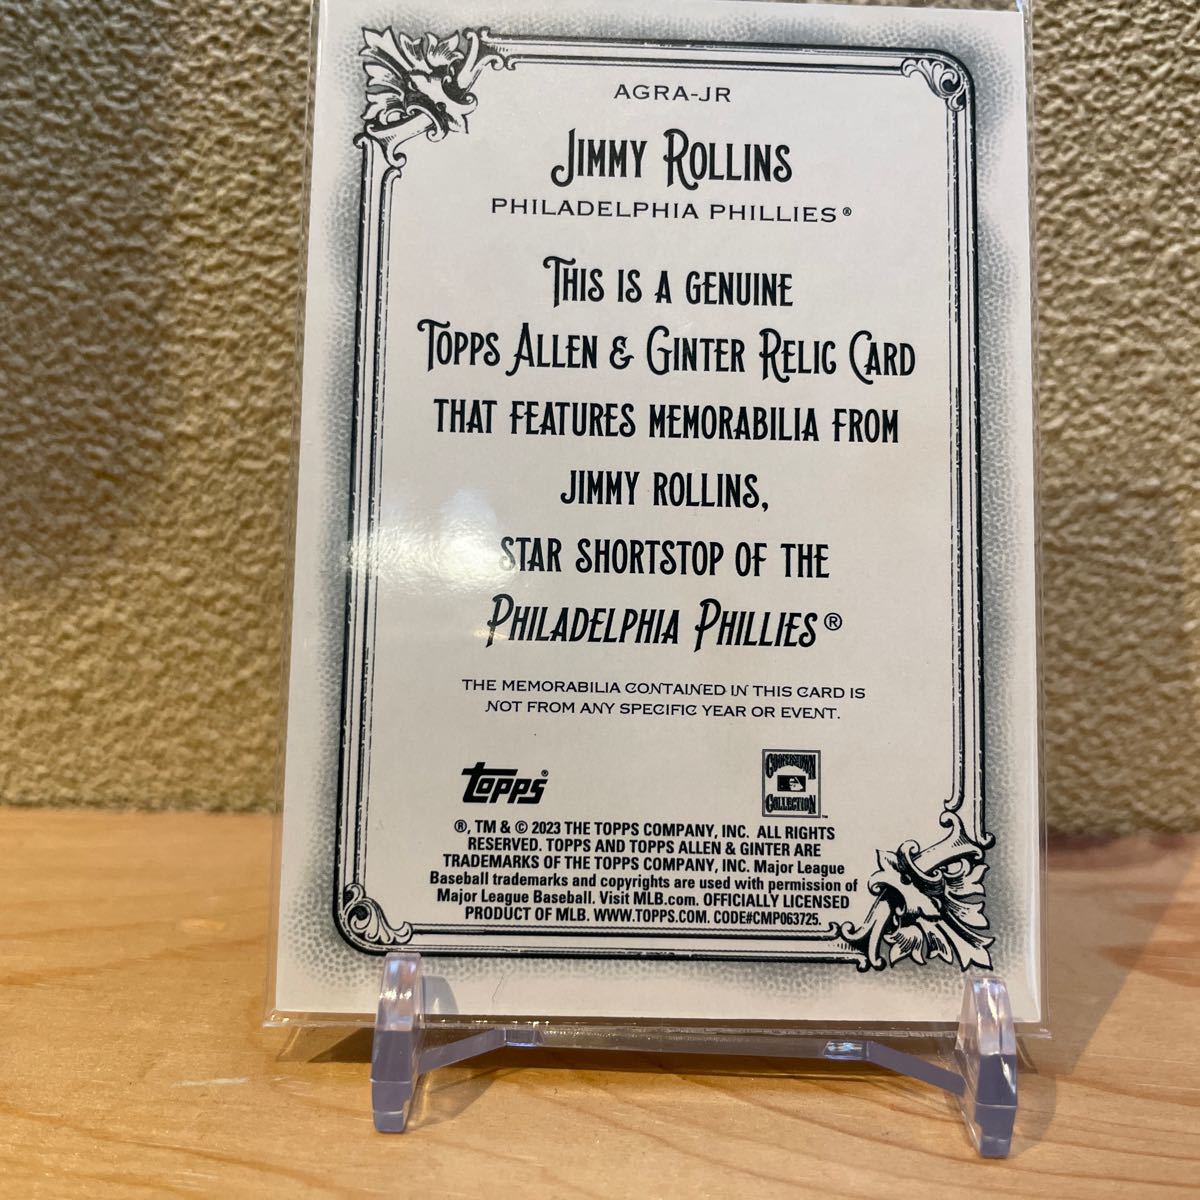 AGRA-JR
JIMMY ROLLINS
PHILADELPHIA PHILLIES®
THIS IS A GENUINE
TOPPS ALLEN & GINTER RELIC CARD
THAT FEATURES MEMORABILIA FROM
JIMMY ROLLINS,
STAR SHORTSTOP OF THE
PHILADELPHIA PHILLIES®
THE MEMORABILIA CONTAINED IN THIS CARD IS
NOT FROM ANY SPECIFIC YEAR OR EVENT.
topps®
COOPERSTOWN
COLLECTION™
®, TM & © 2023 THE TOPPS COMPANY, INC. ALL RIGHTS
RESERVED. TOPPS AND TOPPS ALLEN & GINTER ARE
TRADEMARKS OF THE TOPPS COMPANY, INC. Major League
Baseball trademarks and copyrights are used with permission of
Major League Baseball. Visit MLB.com. OFFICIALLY LICENSED
PRODUCT OF MLB. WWW.TOPPS.COM. CODE#CMP063725.